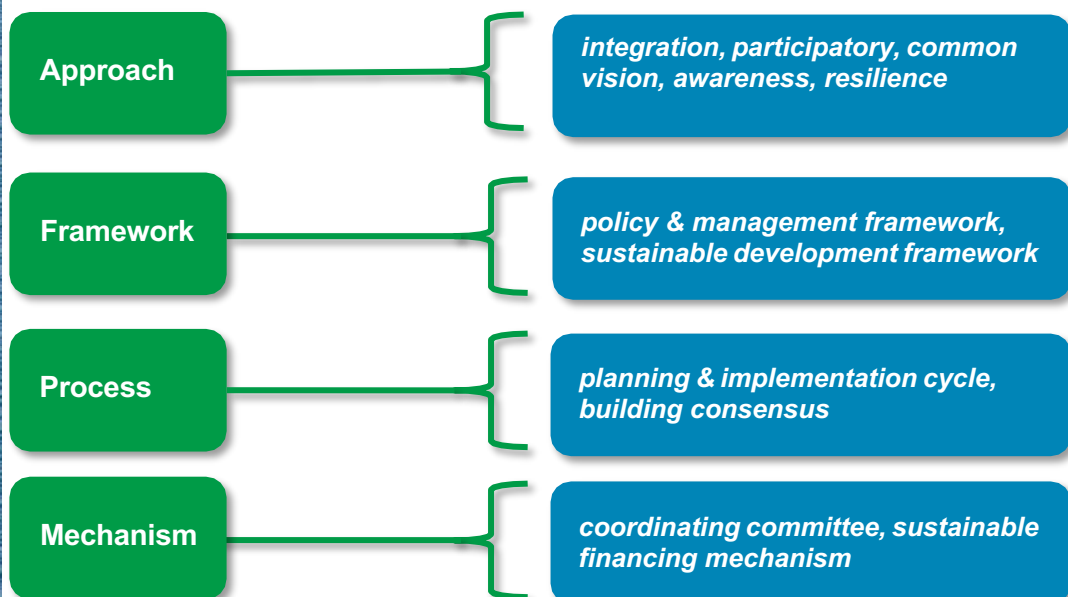 Approach
integration, participatory, common
vision, awareness, resilience
Framework
policy & management framework,
sustainable development framework
Process
planning & implementation cycle,
building consensus
Mechanism
coordinating committee, sustainable
financing mechanism